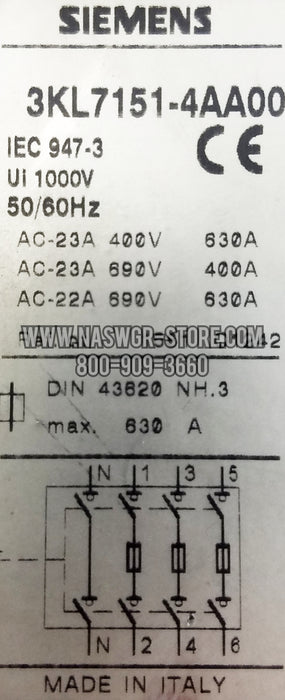 SIEMENS
3KL7151-4AA00
IEC 947-3
Ui 1000V
50/60Hz
CE
AC-23A 400V 630A
AC-23A 690V 400A
AC-22A 690V 630A
WWW.NASWGR-STORE.COM
800-909-3660
DIN 43620 NH.3
max. 630 A
N 1 3 5
N 2 4 6
MADE IN ITALY